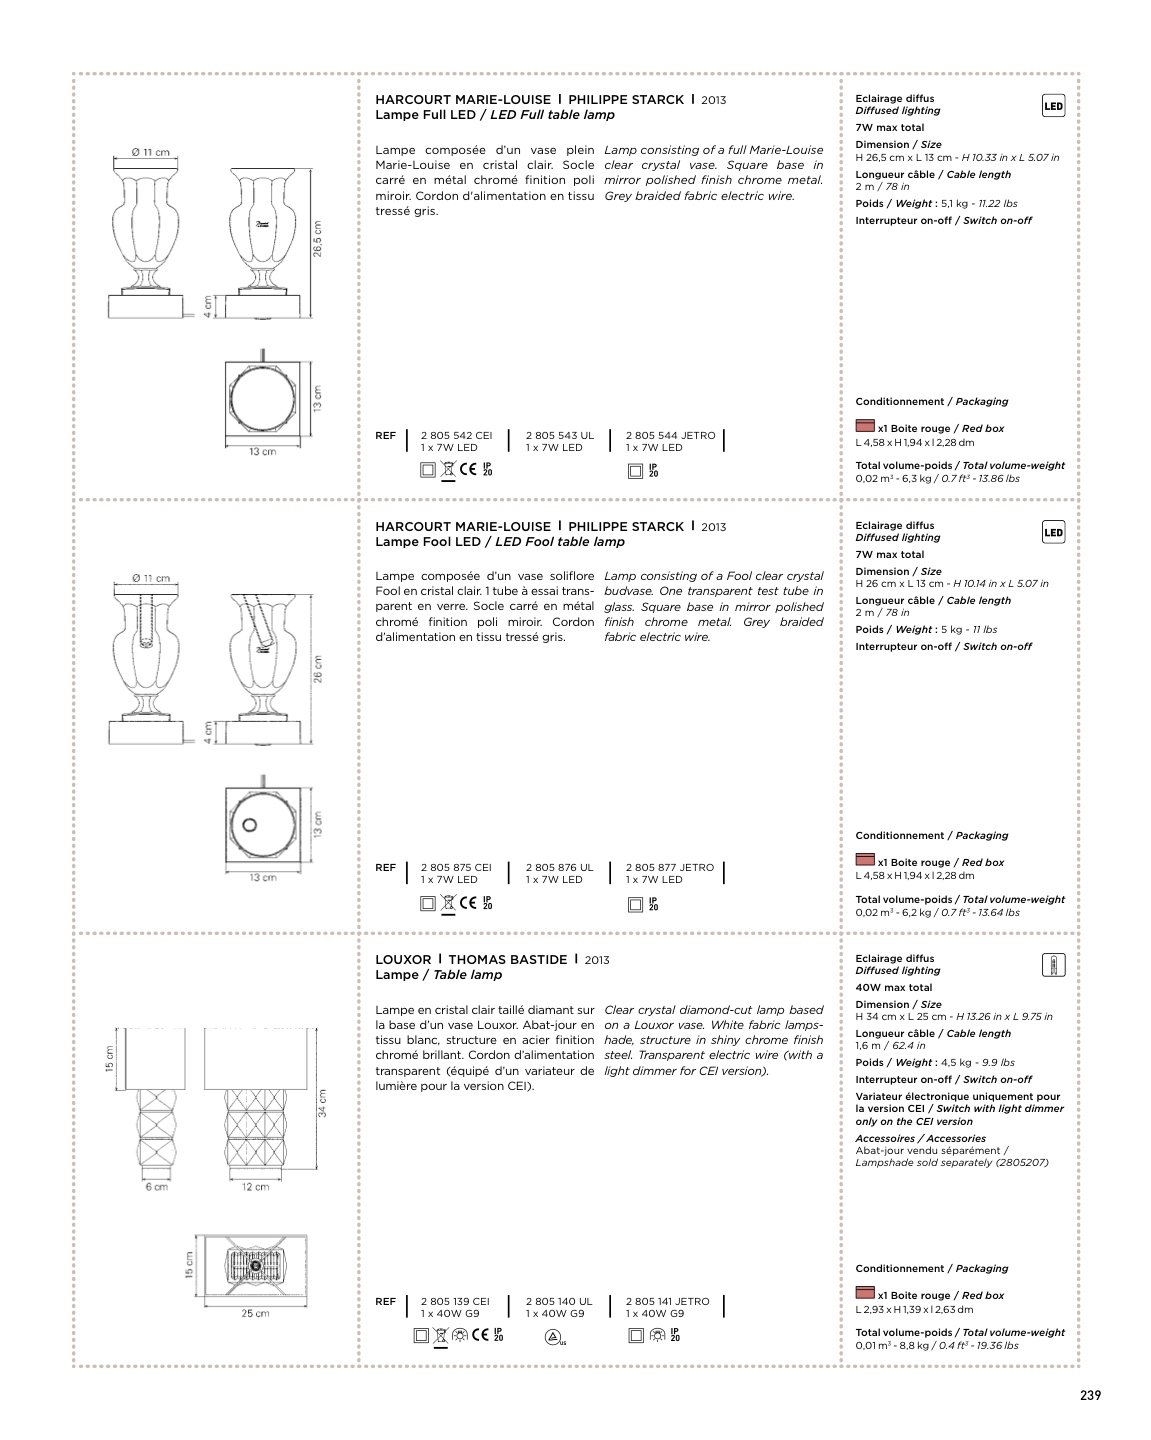 HARCOURT MARIE-LOUISE I PHILIPPE STARCK I 2013
Lampe Full LED / LED Full table lamp
Lampe composée d'un vase plein
Marie-Louise en cristal clair. Socle
carré en métal chromé finition poli
miroir. Cordon d'alimentation en tissu
tressé gris.
Lamp consisting of a full Marie-Louise
clear crystal vase. Square base in
mirror polished finish chrome metal.
Grey braided fabric electric wire.
Ø 11 cm
26,5 cm
4 cm
13 cm
13 cm
REF
2 805 542 CEI
1 x 7W LED
2 805 543 UL
1 x 7W LED
2 805 544 JETRO
1 x 7W LED
CE IP 20
IP 20
Eclairage diffus
Diffused lighting
LED
7W max total
Dimension / Size
H 26,5 cm x L 13 cm - H 10.33 in x L 5.07 in
Longueur câble / Cable length
2 m / 78 in
Poids / Weight : 5,1 kg - 11.22 lbs
Interrupteur on-off / Switch on-off
Conditionnement / Packaging
x1 Boite rouge / Red box
L 4,58 x H 1,94 x l 2,28 dm
Total volume-poids / Total volume-weight
0,02 m³ - 6,3 kg / 0.7 ft³ - 13.86 lbs
HARCOURT MARIE-LOUISE I PHILIPPE STARCK I 2013
Lampe Fool LED / LED Fool table lamp
Lampe composée d'un vase soliflore
Fool en cristal clair. 1 tube à essai trans-
parent en verre. Socle carré en métal
chromé finition poli miroir. Cordon
d'alimentation en tissu tressé gris.
Lamp consisting of a Fool clear crystal
budvase. One transparent test tube in
glass. Square base in mirror polished
finish chrome metal. Grey braided
fabric electric wire.
Ø 11 cm
26 cm
4 cm
13 cm
13 cm
REF
2 805 875 CEI
1 x 7W LED
2 805 876 UL
1 x 7W LED
2 805 877 JETRO
1 x 7W LED
CE IP 20
IP 20
Eclairage diffus
Diffused lighting
LED
7W max total
Dimension / Size
H 26 cm x L 13 cm - H 10.14 in x L 5.07 in
Longueur câble / Cable length
2 m / 78 in
Poids / Weight : 5 kg - 11 lbs
Interrupteur on-off / Switch on-off
Conditionnement / Packaging
x1 Boite rouge / Red box
L 4,58 x H 1,94 x l 2,28 dm
Total volume-poids / Total volume-weight
0,02 m³ - 6,2 kg / 0.7 ft³ - 13.64 lbs
LOUXOR I THOMAS BASTIDE I 2013
Lampe / Table lamp
Lampe en cristal clair taillé diamant sur
la base d'un vase Louxor. Abat-jour en
tissu blanc, structure en acier finition
chromé brillant. Cordon d'alimentation
transparent (équipé d'un variateur de
lumière pour la version CEI).
Clear crystal diamond-cut lamp based
on a Louxor vase. White fabric lamps-
hade, structure in shiny chrome finish
steel. Transparent electric wire (with a
light dimmer for CEI version).
15 cm
34 cm
6 cm
12 cm
15 cm
25 cm
REF
2 805 139 CEI
1 x 40W G9
2 805 140 UL
1 x 40W G9
2 805 141 JETRO
1 x 40W G9
CE IP 20
US
IP 20
Eclairage diffus
Diffused lighting
40W max total
Dimension / Size
H 34 cm x L 25 cm - H 13.26 in x L 9.75 in
Longueur câble / Cable length
1,6 m / 62.4 in
Poids / Weight : 4,5 kg - 9.9 lbs
Interrupteur on-off / Switch on-off
Variateur électronique uniquement pour
la version CEI / Switch with light dimmer
only on the CEI version
Accessoires / Accessories
Abat-jour vendu séparément /
Lampshade sold separately (2805207)
Conditionnement / Packaging
x1 Boite rouge / Red box
L 2,93 x H 1,39 x l 2,63 dm
Total volume-poids / Total volume-weight
0,01 m³ - 8,8 kg / 0.4 ft³ - 19.36 lbs
239